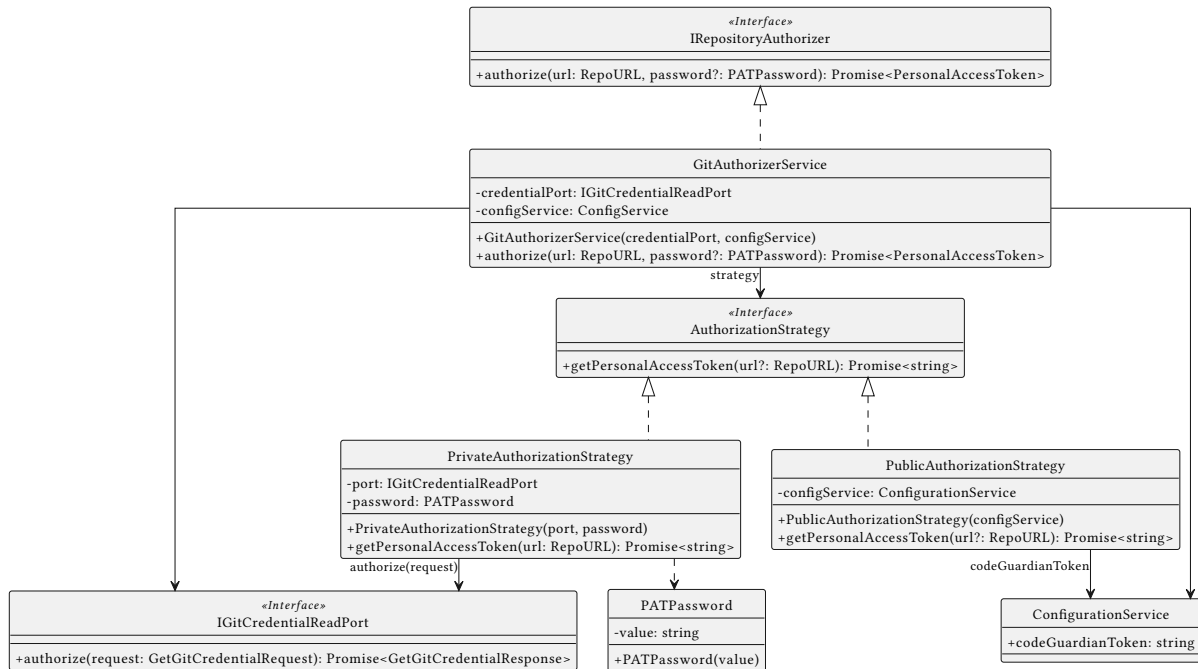 «Interface»
IRepositoryAuthorizer
+authorize(url: RepoURL, password?: PATPassword): Promise<PersonalAccessToken>
GitAuthorizerService
-credentialPort: IGitCredentialReadPort
-configService: ConfigService
+GitAuthorizerService(credentialPort, configService)
+authorize(url: RepoURL, password?: PATPassword): Promise<PersonalAccessToken>
strategy
«Interface»
AuthorizationStrategy
+getPersonalAccessToken(url?: RepoURL): Promise<string>
PrivateAuthorizationStrategy
-port: IGitCredentialReadPort
-password: PATPassword
+PrivateAuthorizationStrategy(port, password)
+getPersonalAccessToken(url: RepoURL): Promise<string>
PublicAuthorizationStrategy
-configService: ConfigurationService
+PublicAuthorizationStrategy(configService)
+getPersonalAccessToken(url?: RepoURL): Promise<string>
authorize(request)
codeGuardianToken
«Interface»
IGitCredentialReadPort
+authorize(request: GetGitCredentialRequest): Promise<GetGitCredentialResponse>
PATPassword
-value: string
+PATPassword(value)
ConfigurationService
+codeGuardianToken: string